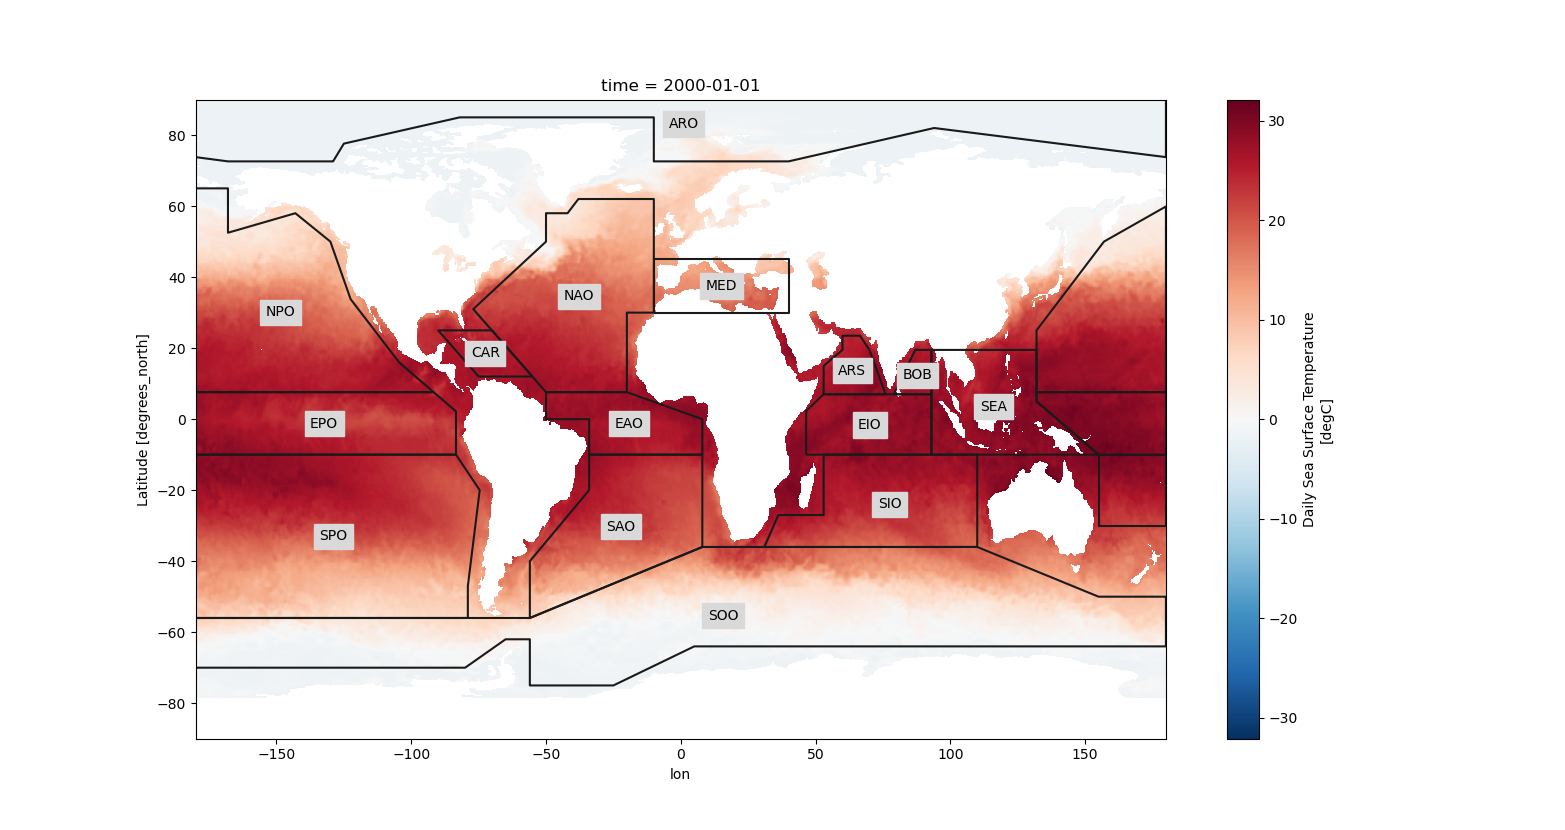 time = 2000-01-01
ARO
NPO
NAO
MED
CAR
ARS
BOB
SEA
EPO
EAO
EIO
SPO
SAO
SIO
SOO
80
60
40
20
0
−20
−40
−60
−80
Latitude [degrees_north]
−150
−100
−50
0
50
100
150
lon
30
20
10
0
−10
−20
−30
Daily Sea Surface Temperature
[degC]